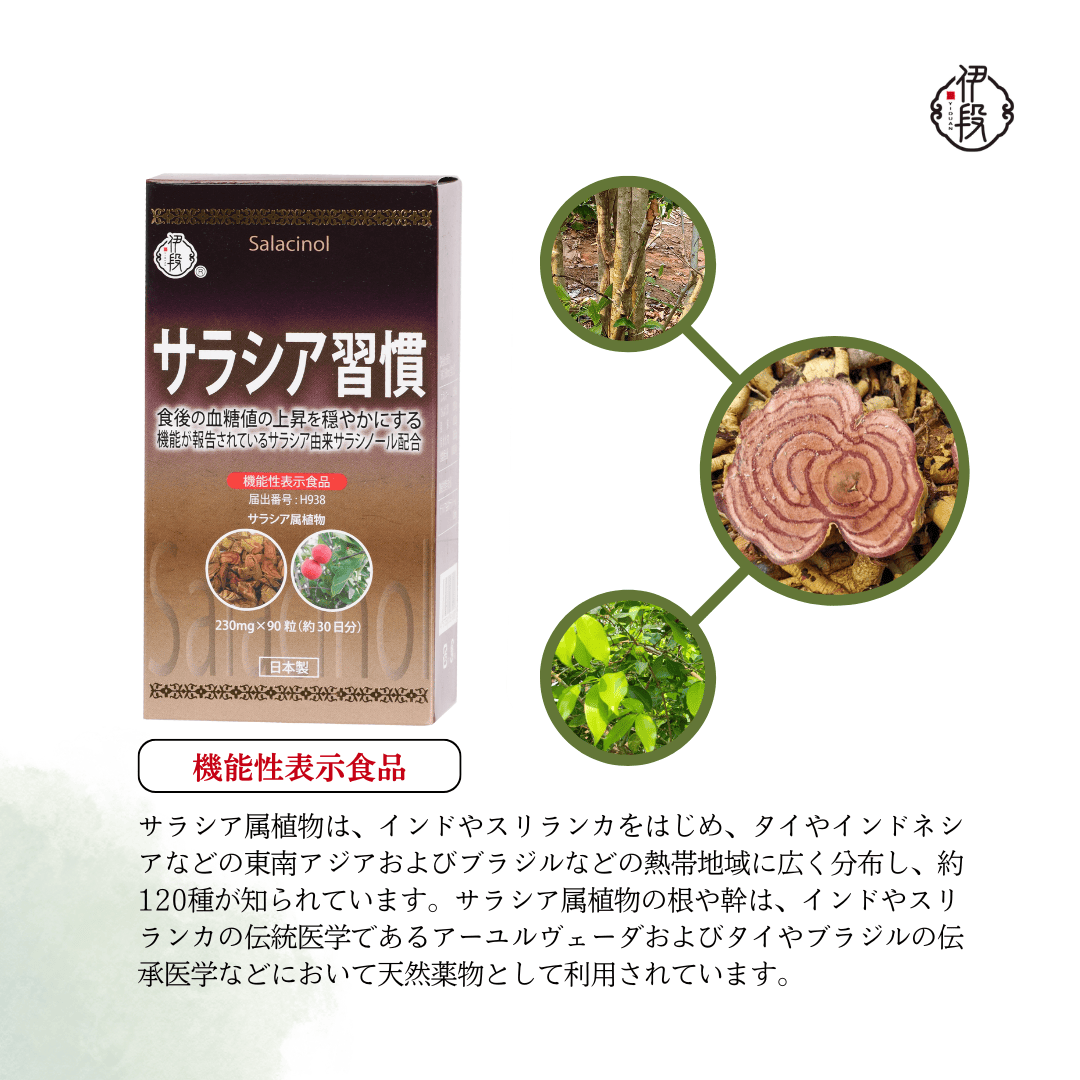 伊段
YIDUAN
Salacinol
伊段
®
サラシア習慣
食後の血糖値の上昇を穏やかにする
機能が報告されているサラシア由来サラシノール配合
機能性表示食品
届出番号:H938
サラシア属植物
Salacinol
230mg×90粒(約30日分)
日本製
機能性表示食品
サラシア属植物は、インドやスリランカをはじめ、タイやインドネシ
アなどの東南アジアおよびブラジルなどの熱帯地域に広く分布し、約
120種が知られています。サラシア属植物の根や幹は、インドやスリ
ランカの伝統医学であるアーユルヴェーダおよびタイやブラジルの伝
承医学などにおいて天然薬物として利用されています。